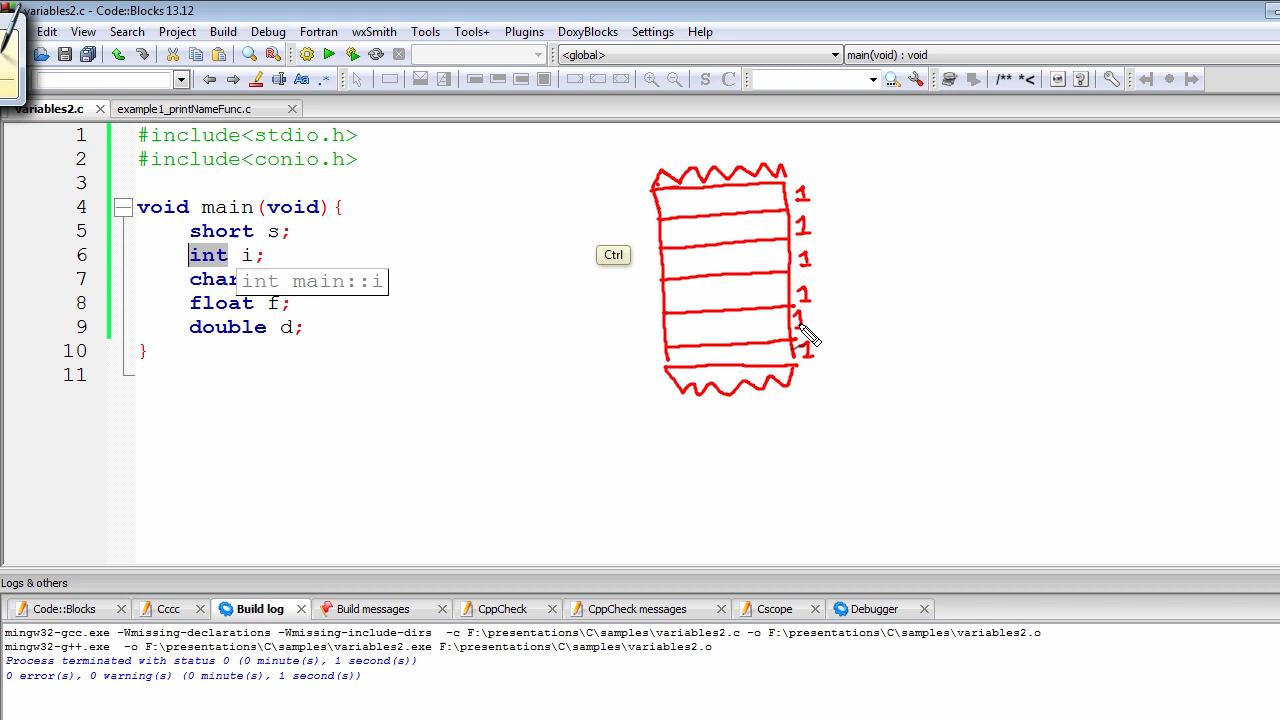 variables2.c - Code::Blocks 13.12
Edit View Search Project Build Debug Fortran wxSmith Tools Tools+ Plugins DoxyBlocks Settings Help
<global> main(void) : void
Aa .* S C /** *<
variables2.c example1_printNameFunc.c
1 #include<stdio.h>
2 #include<conio.h>
3
4 void main(void){
5 short s;
6 int i;
7 char
int main::i
8 float f;
9 double d;
10 }
11
Ctrl
1
1
1
1
1
1
Logs & others
Code::Blocks Cccc Build log Build messages CppCheck CppCheck messages Cscope Debugger
mingw32-gcc.exe -Wmissing-declarations -Wmissing-include-dirs -c F:\presentations\C\samples\variables2.c -o F:\presentations\C\samples\variables2.o
mingw32-g++.exe -o F:\presentations\C\samples\variables2.exe F:\presentations\C\samples\variables2.o
Process terminated with status 0 (0 minute(s), 1 second(s))
0 error(s), 0 warning(s) (0 minute(s), 1 second(s))